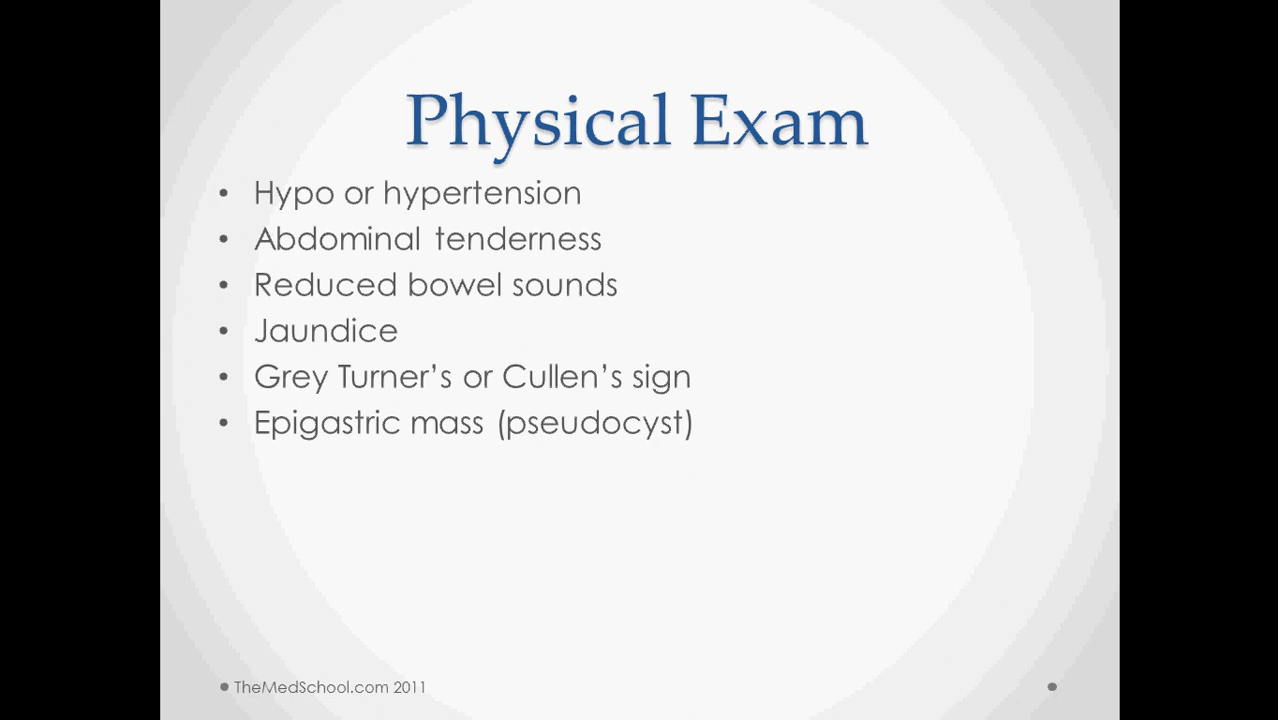 Physical Exam
• Hypo or hypertension
• Abdominal tenderness
• Reduced bowel sounds
• Jaundice
• Grey Turner’s or Cullen’s sign
• Epigastric mass (pseudocyst)
TheMedSchool.com 2011